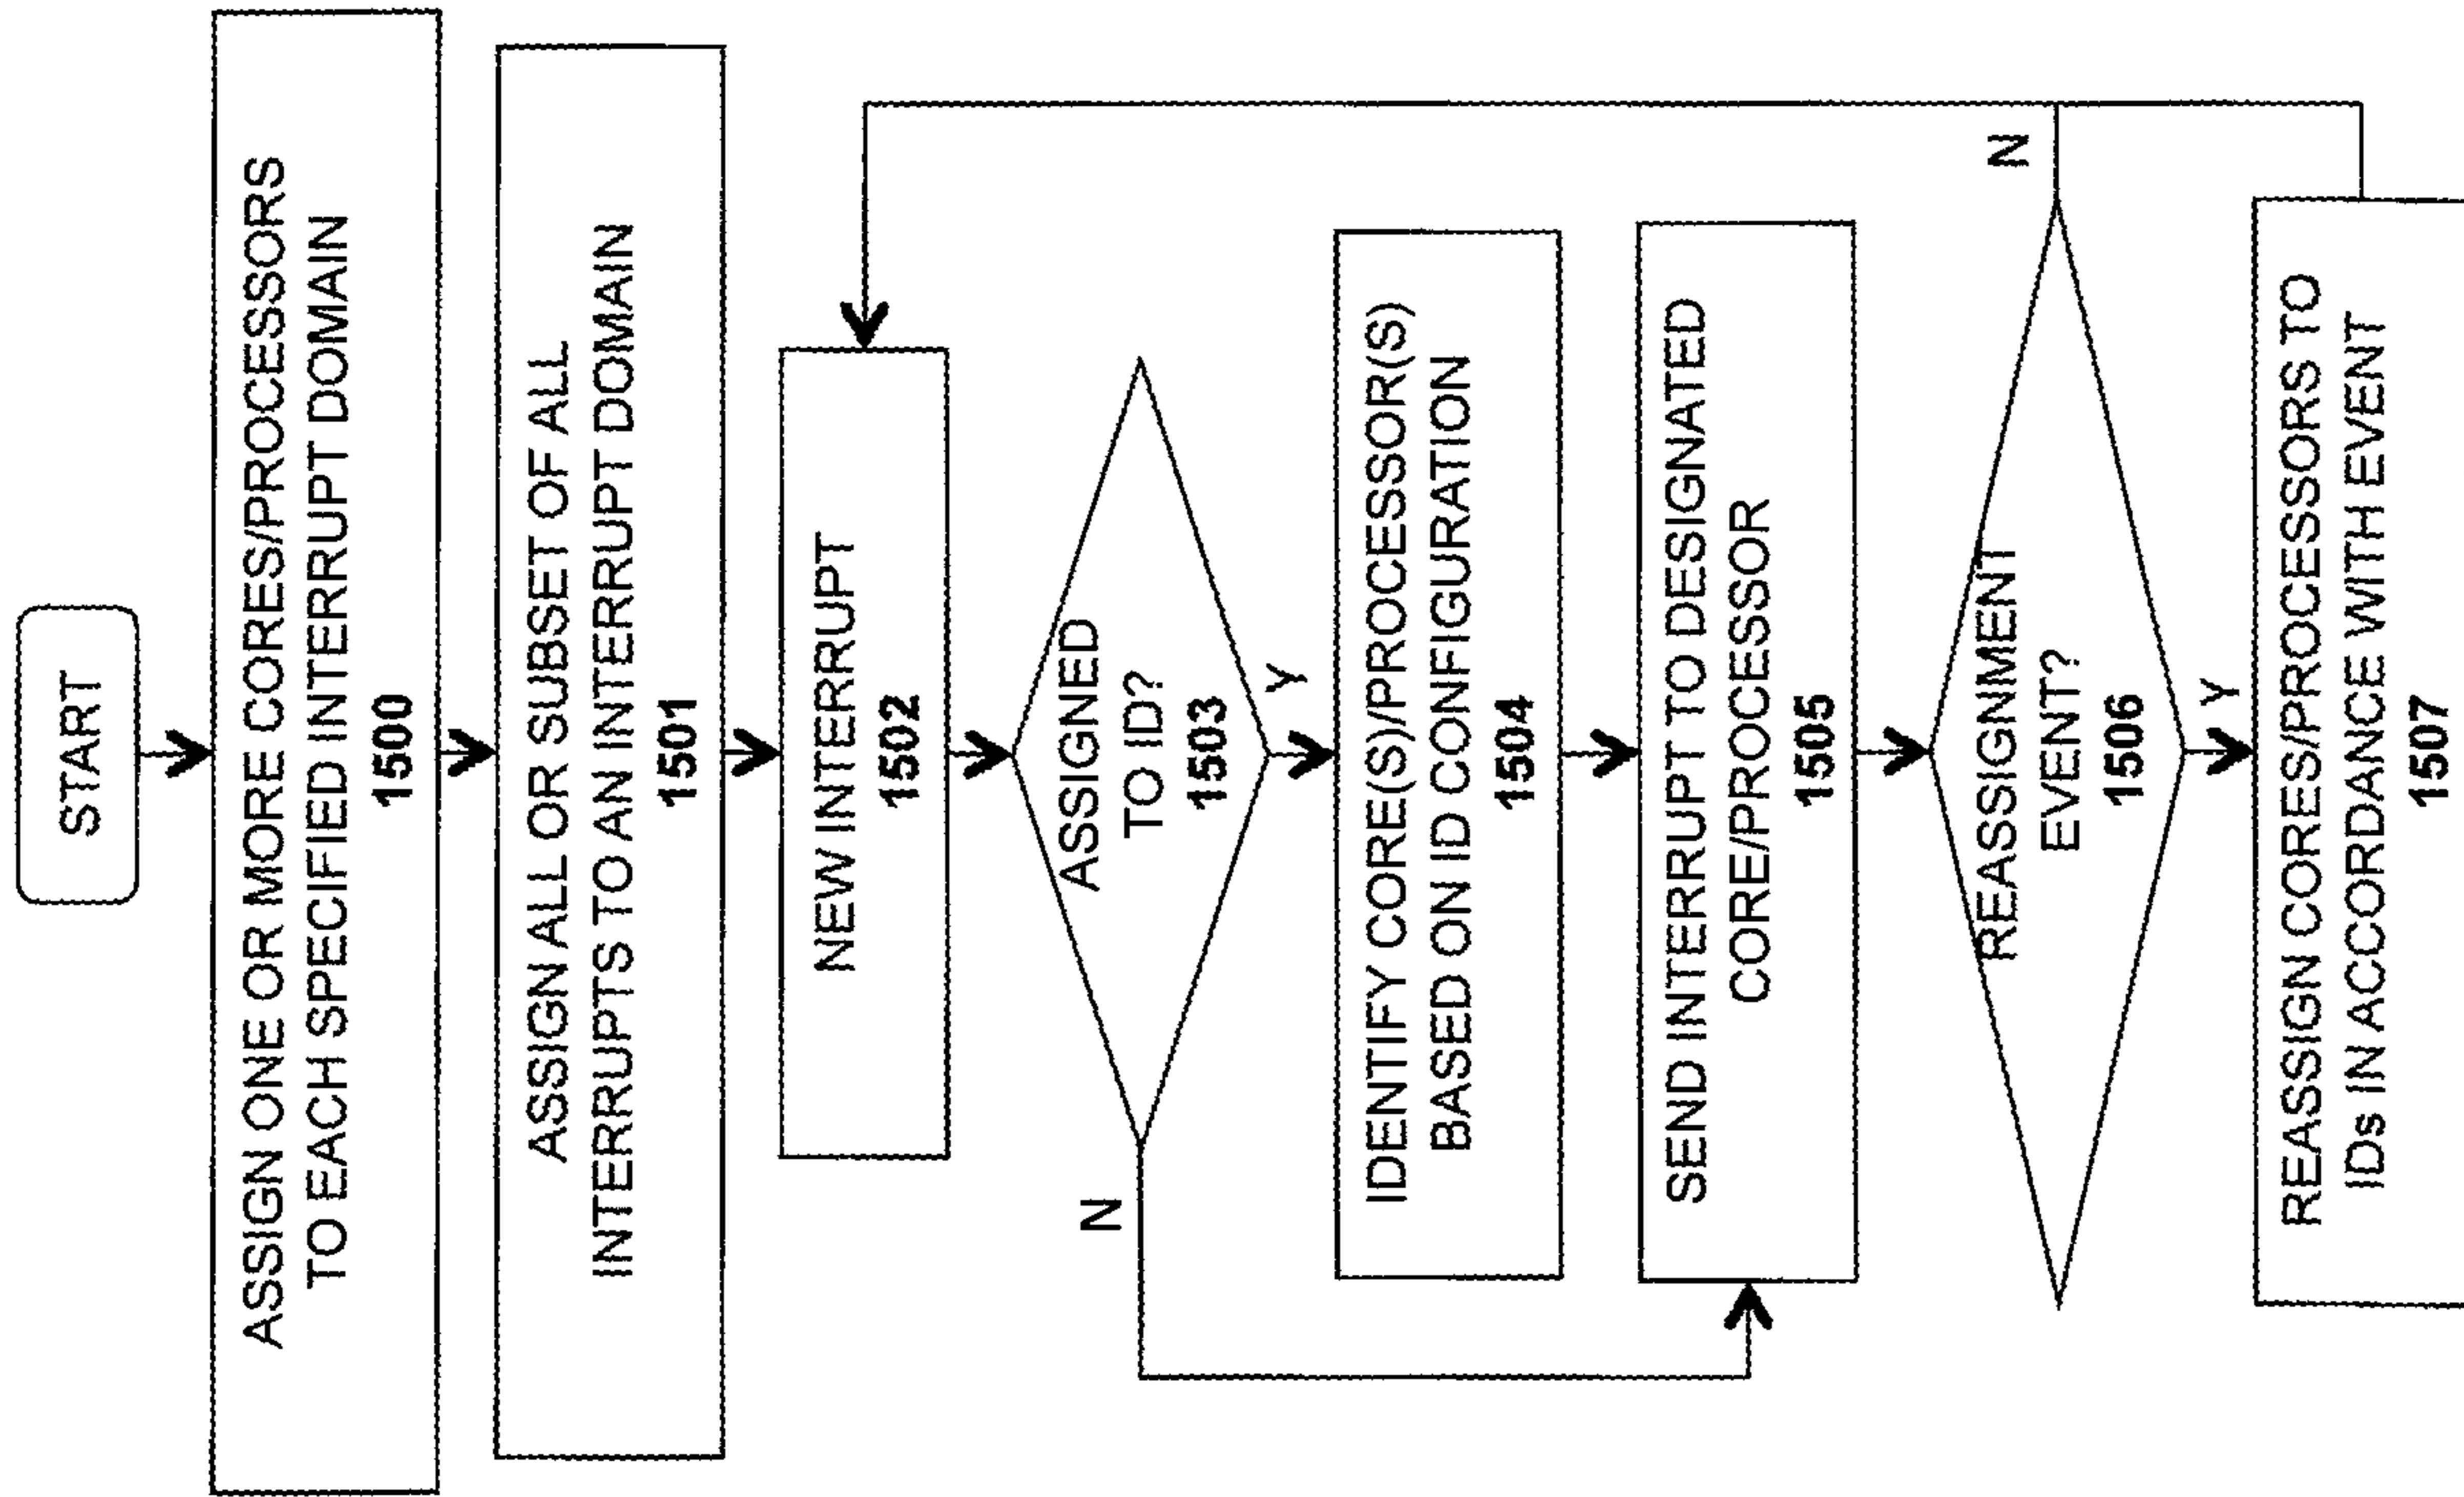 START
ASSIGN ONE OR MORE CORES/PROCESSORS
TO EACH SPECIFIED INTERRUPT DOMAIN
1500
ASSIGN ALL OR SUBSET OF ALL
INTERRUPTS TO AN INTERRUPT DOMAIN
1501
NEW INTERRUPT
1502
ASSIGNED
TO ID?
1503
N
Y
IDENTIFY CORE(S)/PROCESSOR(S)
BASED ON ID CONFIGURATION
1504
SEND INTERRUPT TO DESIGNATED
CORE/PROCESSOR
1505
REASSIGNMENT
EVENT?
1506
N
Y
REASSIGN CORES/PROCESSORS TO
IDs IN ACCORDANCE WITH EVENT
1507